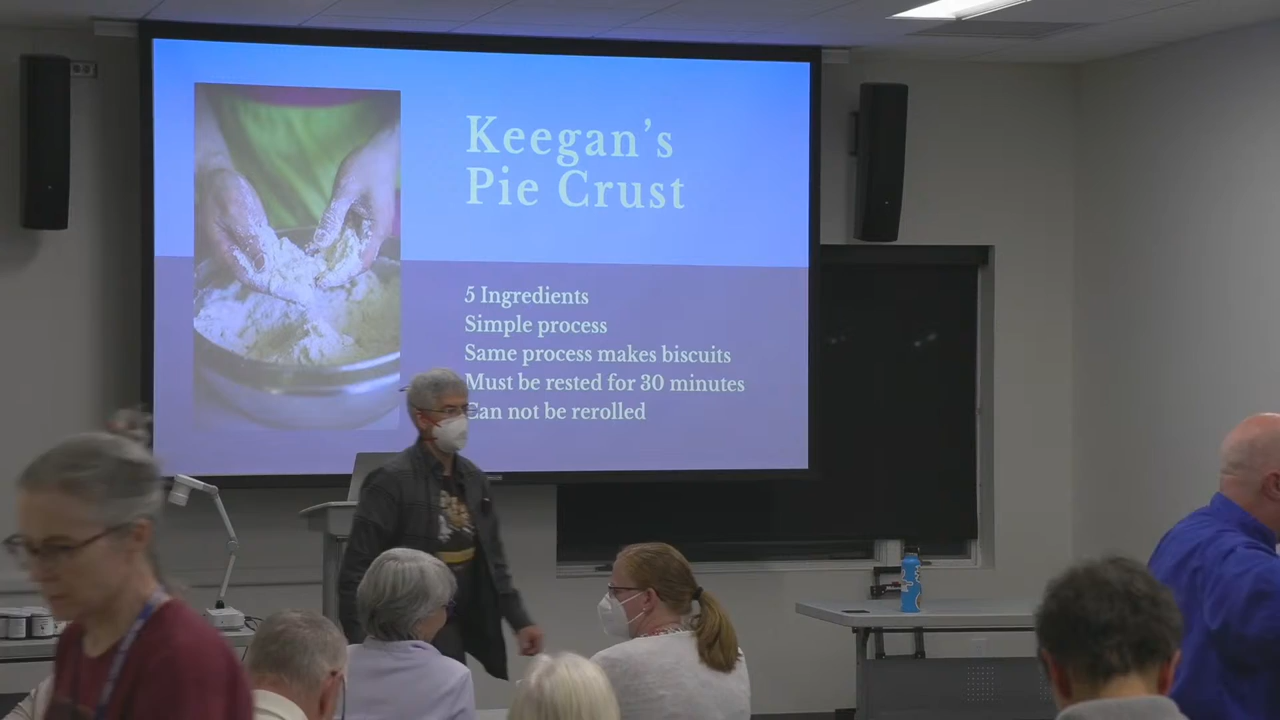 Keegan's
Pie Crust
5 Ingredients
Simple process
Same process makes biscuits
Must be rested for 30 minutes
Can not be rerolled